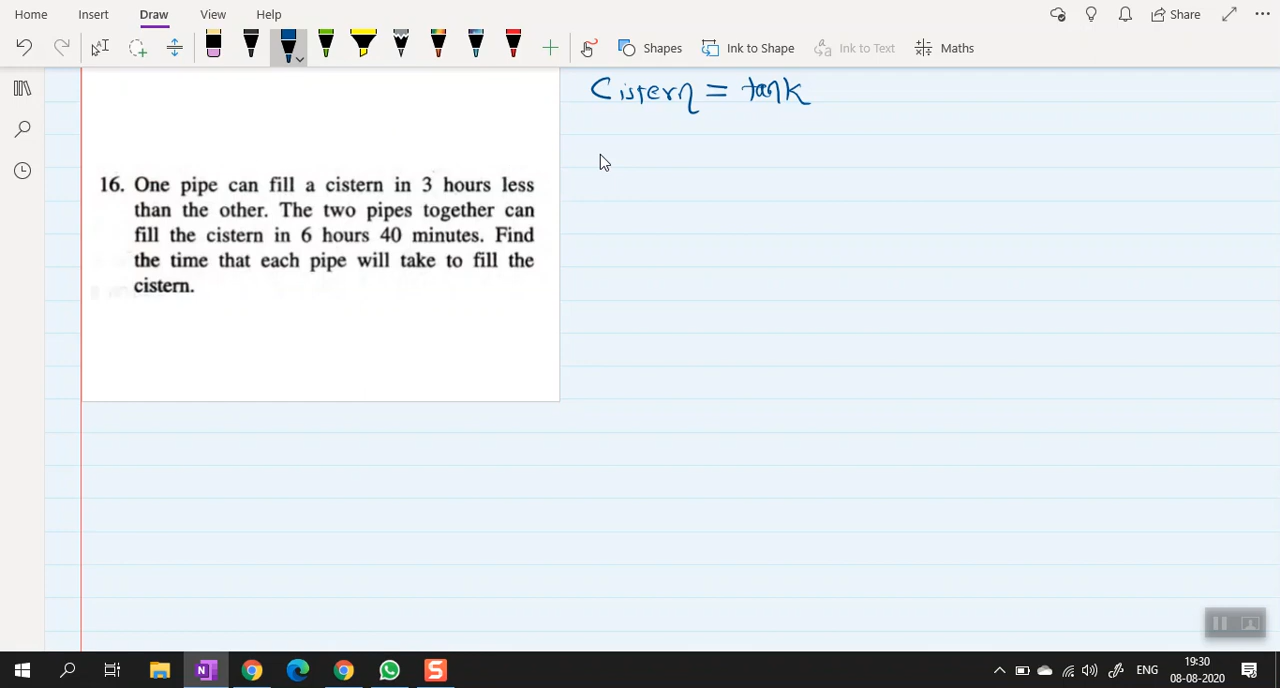 Home Insert Draw View Help Share
Shapes Ink to Shape Ink to Text Maths
Cistern = tank
16. One pipe can fill a cistern in 3 hours less
than the other. The two pipes together can
fill the cistern in 6 hours 40 minutes. Find
the time that each pipe will take to fill the
cistern.
ENG 19:30
08-08-2020